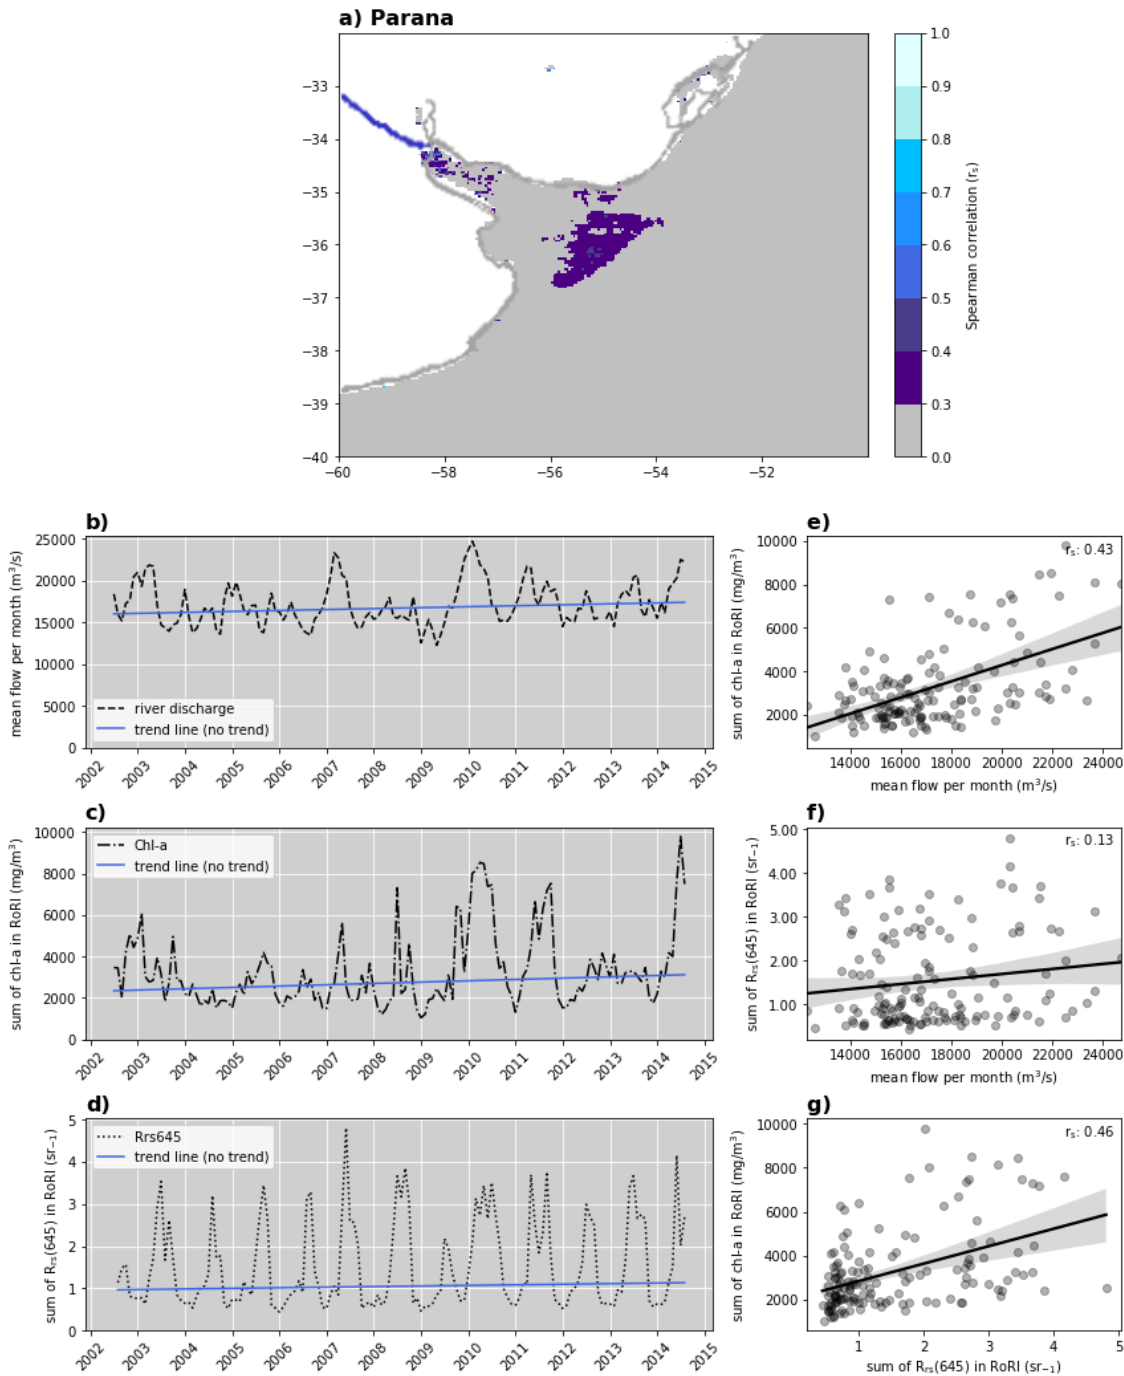 a) Parana
−33
−34
−35
−36
−37
−38
−39
−40
−60
−58
−56
−54
−52
1.0
0.9
0.8
0.7
0.6
0.5
0.4
0.3
0.0
Spearman correlation (rₛ)
b)
mean flow per month (m³/s)
25000
20000
15000
10000
5000
0
river discharge
trend line (no trend)
2002 2003 2004 2005 2006 2007 2008 2009 2010 2011 2012 2013 2014 2015
e)
sum of chl-a in RoRI (mg/m³)
10000
8000
6000
4000
2000
rₛ: 0.43
14000 16000 18000 20000 22000 24000
mean flow per month (m³/s)
c)
sum of chl-a in RoRI (mg/m³)
10000
8000
6000
4000
2000
0
Chl-a
trend line (no trend)
2002 2003 2004 2005 2006 2007 2008 2009 2010 2011 2012 2013 2014 2015
f)
sum of Rᵣₛ(645) in RoRI (sr₋₁)
5.00
4.00
3.00
2.00
1.00
rₛ: 0.13
14000 16000 18000 20000 22000 24000
mean flow per month (m³/s)
d)
sum of Rᵣₛ(645) in RoRI (sr₋₁)
5
4
3
2
1
0
Rrs645
trend line (no trend)
2002 2003 2004 2005 2006 2007 2008 2009 2010 2011 2012 2013 2014 2015
g)
sum of chl-a in RoRI (mg/m³)
10000
8000
6000
4000
2000
rₛ: 0.46
1 2 3 4 5
sum of Rᵣₛ(645) in RoRI (sr₋₁)